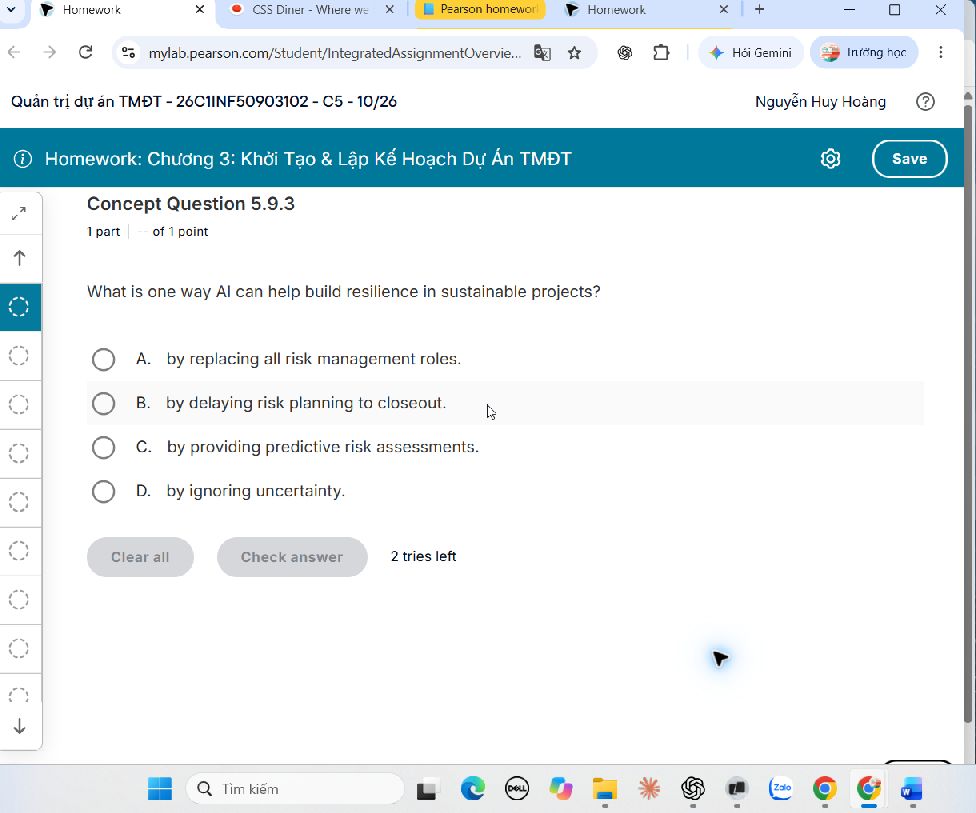 Homework
CSS Diner - Where we
Pearson homewor
Homework
mylab.pearson.com/Student/IntegratedAssignmentOvervie...
Hỏi Gemini
Trường học
Quản trị dự án TMĐT - 26C1INF50903102 - C5 - 10/26
Nguyễn Huy Hoàng
Homework: Chương 3: Khởi Tạo & Lập Kế Hoạch Dự Án TMĐT
Save
Concept Question 5.9.3
1 part -- of 1 point
What is one way AI can help build resilience in sustainable projects?
A. by replacing all risk management roles.
B. by delaying risk planning to closeout.
C. by providing predictive risk assessments.
D. by ignoring uncertainty.
Clear all
Check answer
2 tries left
Tìm kiếm
DELL
Zalo
W